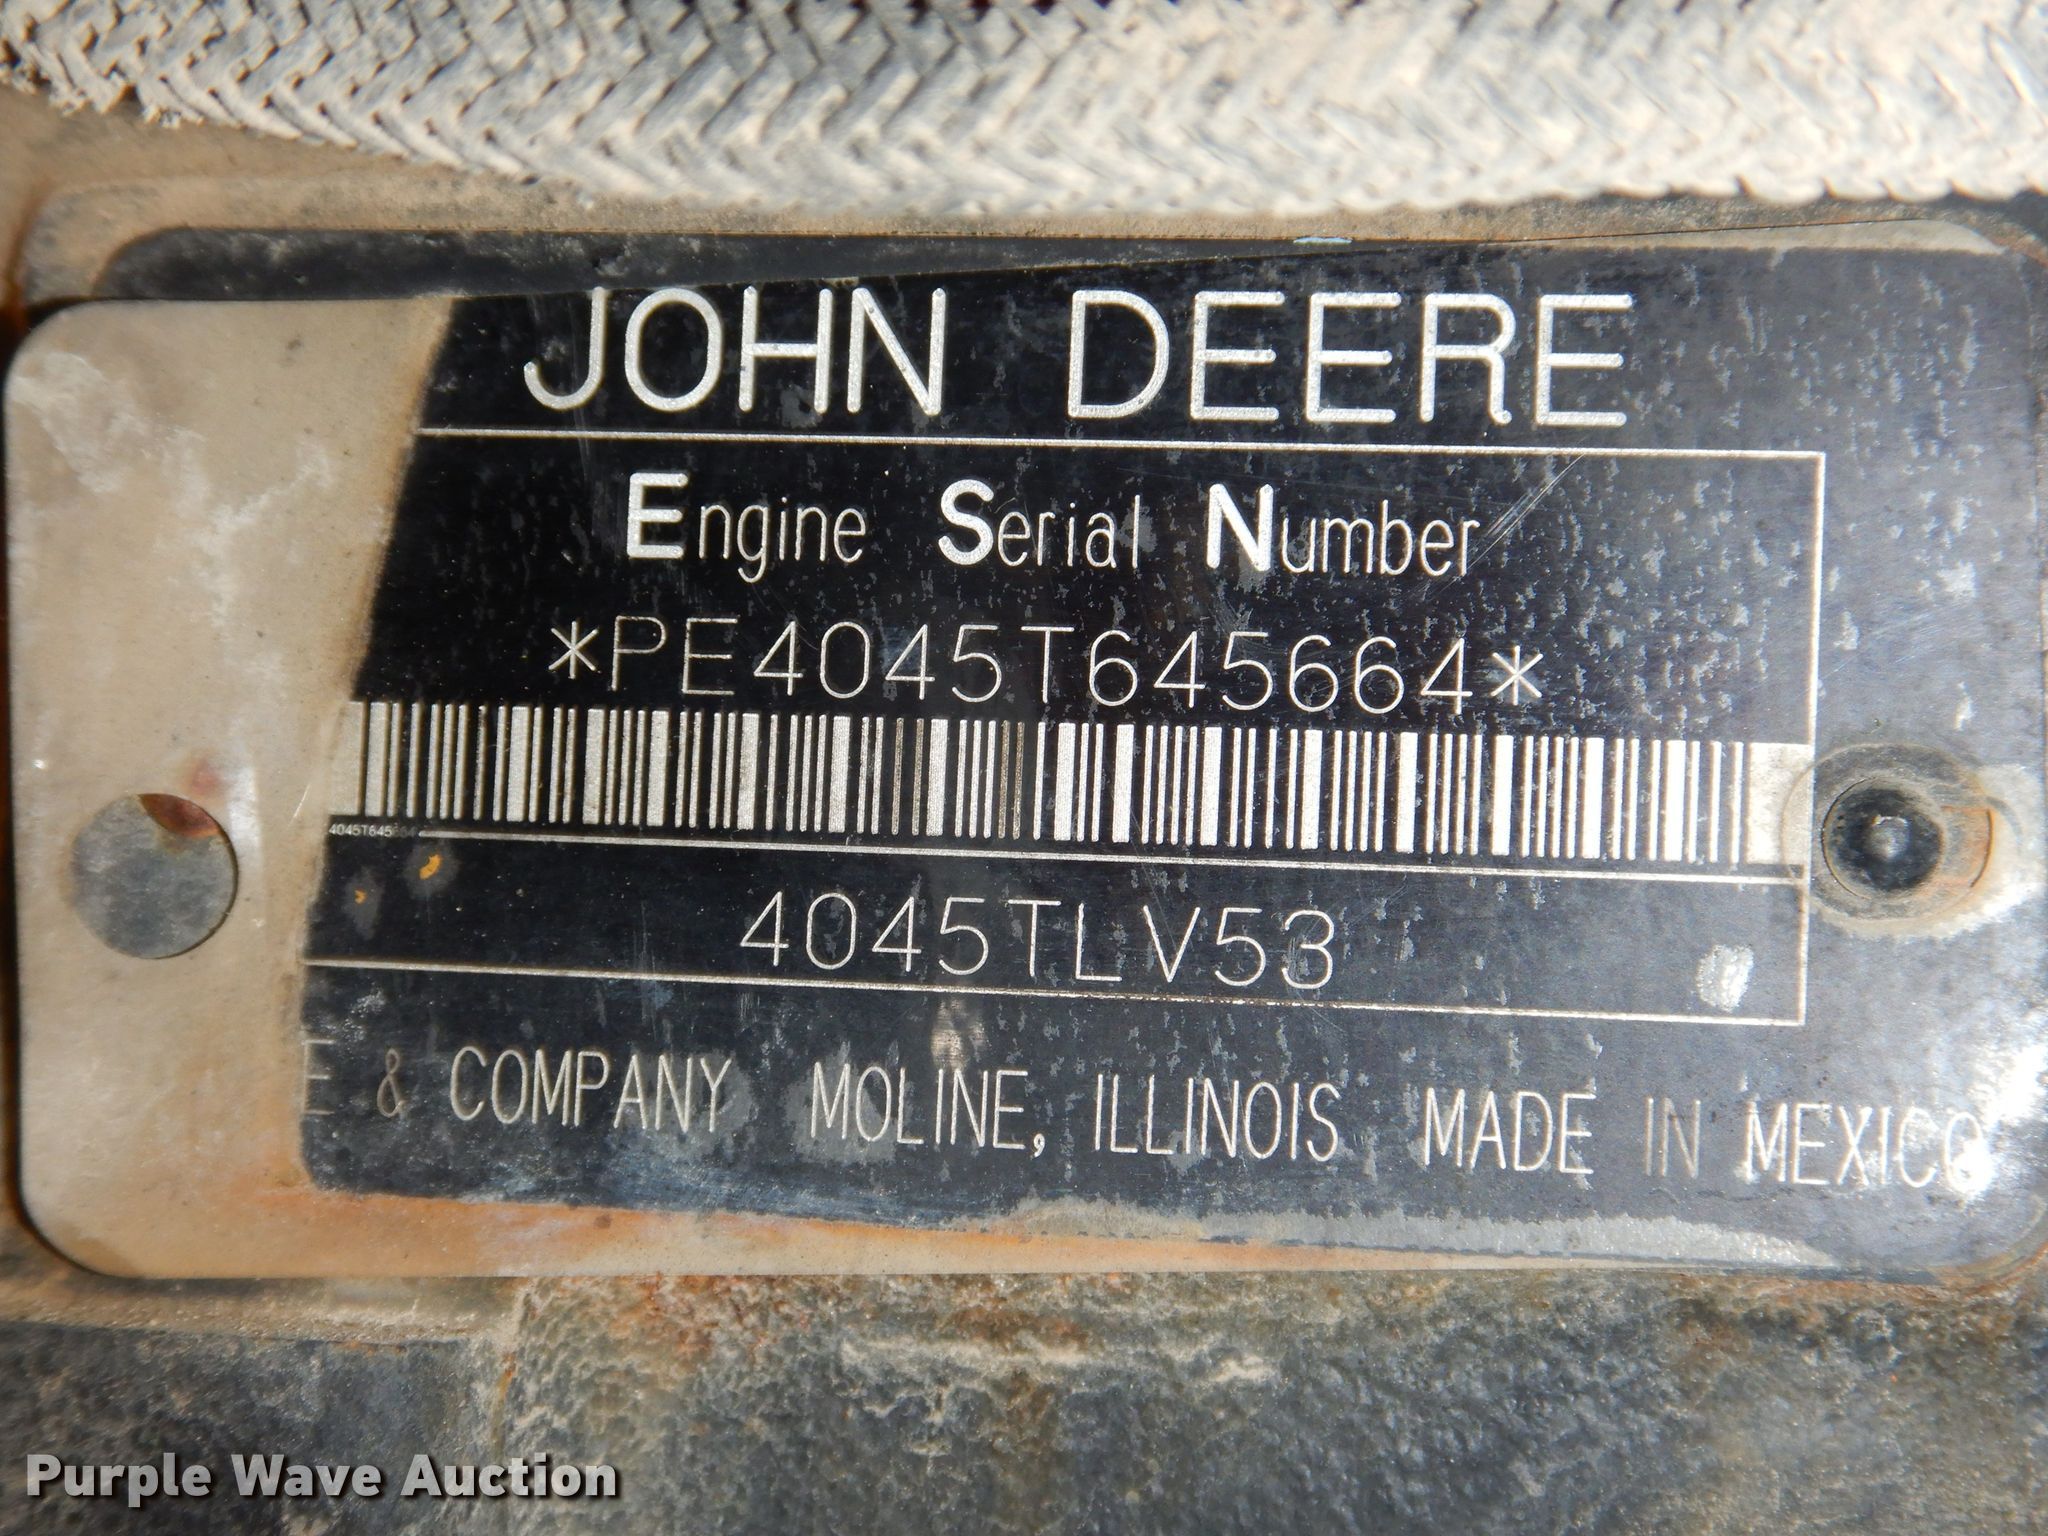 JOHN DEERE
Engine Serial Number
*PE4045T645664*
4045TLV53
E & COMPANY MOLINE, ILLINOIS MADE IN MEXICO
Purple Wave Auction